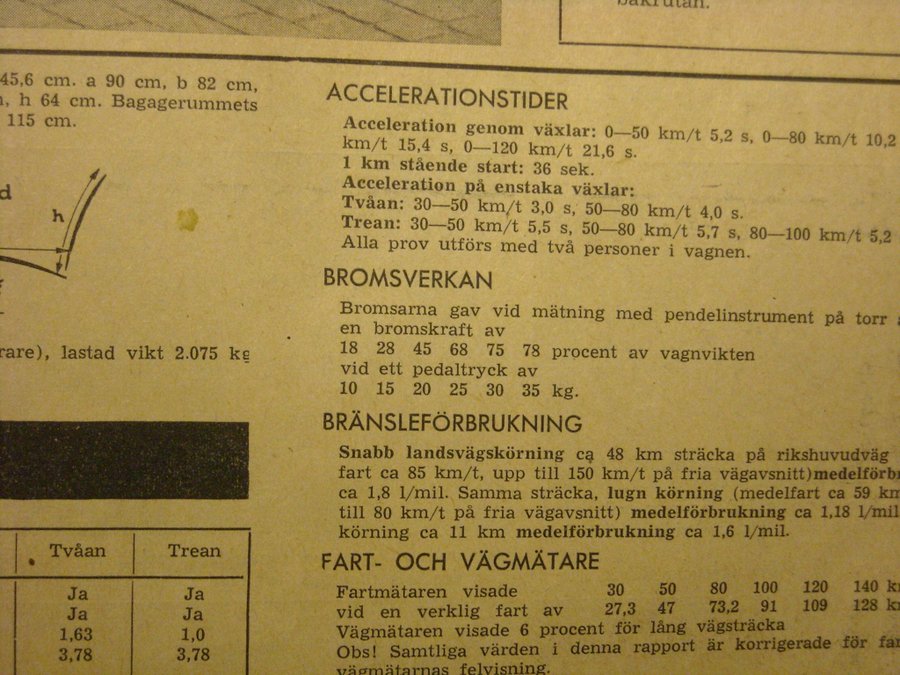 bakrutan.
45,6 cm. a 90 cm, b 82 cm,
h 64 cm. Bagagerummets
115 cm.
d
h
rare), lastad vikt 2.075 kg
Tvåan Trean
Ja Ja
Ja Ja
1,63 1,0
3,78 3,78
ACCELERATIONSTIDER
Acceleration genom växlar: 0—50 km/t 5,2 s, 0—80 km/t 10,2
km/t 15,4 s, 0—120 km/t 21,6 s.
1 km stående start: 36 sek.
Acceleration på enstaka växlar:
Tvåan: 30—50 km/t 3,0 s, 50—80 km/t 4,0 s.
Trean: 30—50 km/t 5,5 s, 50—80 km/t 5,7 s, 80—100 km/t 5,2
Alla prov utförs med två personer i vagnen.
BROMSVERKAN
Bromsarna gav vid mätning med pendelinstrument på torr
en bromskraft av
18 28 45 68 75 78 procent av vagnvikten
vid ett pedaltryck av
10 15 20 25 30 35 kg.
BRÄNSLEFÖRBRUKNING
Snabb landsvägskörning ca 48 km sträcka på rikshuvudväg
fart ca 85 km/t, upp till 150 km/t på fria vägavsnitt) medelförb
ca 1,8 l/mil. Samma sträcka, lugn körning (medelfart ca 59 km
till 80 km/t på fria vägavsnitt) medelförbrukning ca 1,18 l/mil
körning ca 11 km medelförbrukning ca 1,6 l/mil.
FART- OCH VÄGMÄTARE
Fartmätaren visade 30 50 80 100 120 140 k
vid en verklig fart av 27,3 47 73,2 91 109 128 k
Vägmätaren visade 6 procent för lång vägsträcka
Obs! Samtliga värden i denna rapport är korrigerade för far
vägmätarnas felvisning.